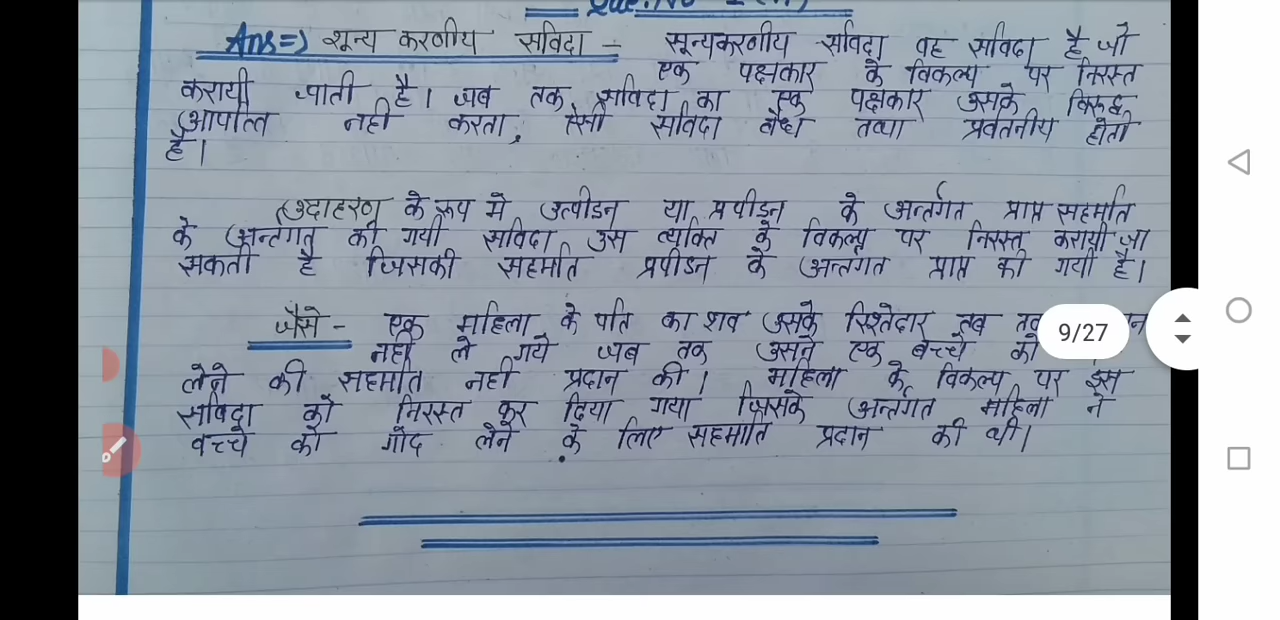 Ans=) शून्य करणीय संविदा - सून्यकरणीय संविदा वह संविदा है जो
एक पक्षकार के विकल्प पर निरस्त
करायी जाती है। जब तक संविदा का एक पक्षकार उसके विरुद्ध
आपत्ति नही करता, ऐसी संविदा वैध तथा प्रवर्तनीय होती
है।
उदाहरण के रूप मे उत्पीडन या प्रपीडन के अन्तर्गत प्राप्त सहमति
के अन्तर्गत की गयी संविदा उस व्यक्ति के विकल्प पर निरस्त करायी जा
सकती है जिसकी सहमति प्रपीडन के अन्तर्गत प्राप्त की गयी है।
जैसे - एक महिला के पति का शव उसके रिश्तेदार तब
नही ले गये जब तक उसने एक बच्चे को
9/27
लेने की सहमति नही प्रदान की। महिला के विकल्प पर इस
संविदा को निरस्त कर दिया गया जिसके अन्तर्गत महिला ने
बच्चे को गोद लेने के लिए सहमति प्रदान की थी।